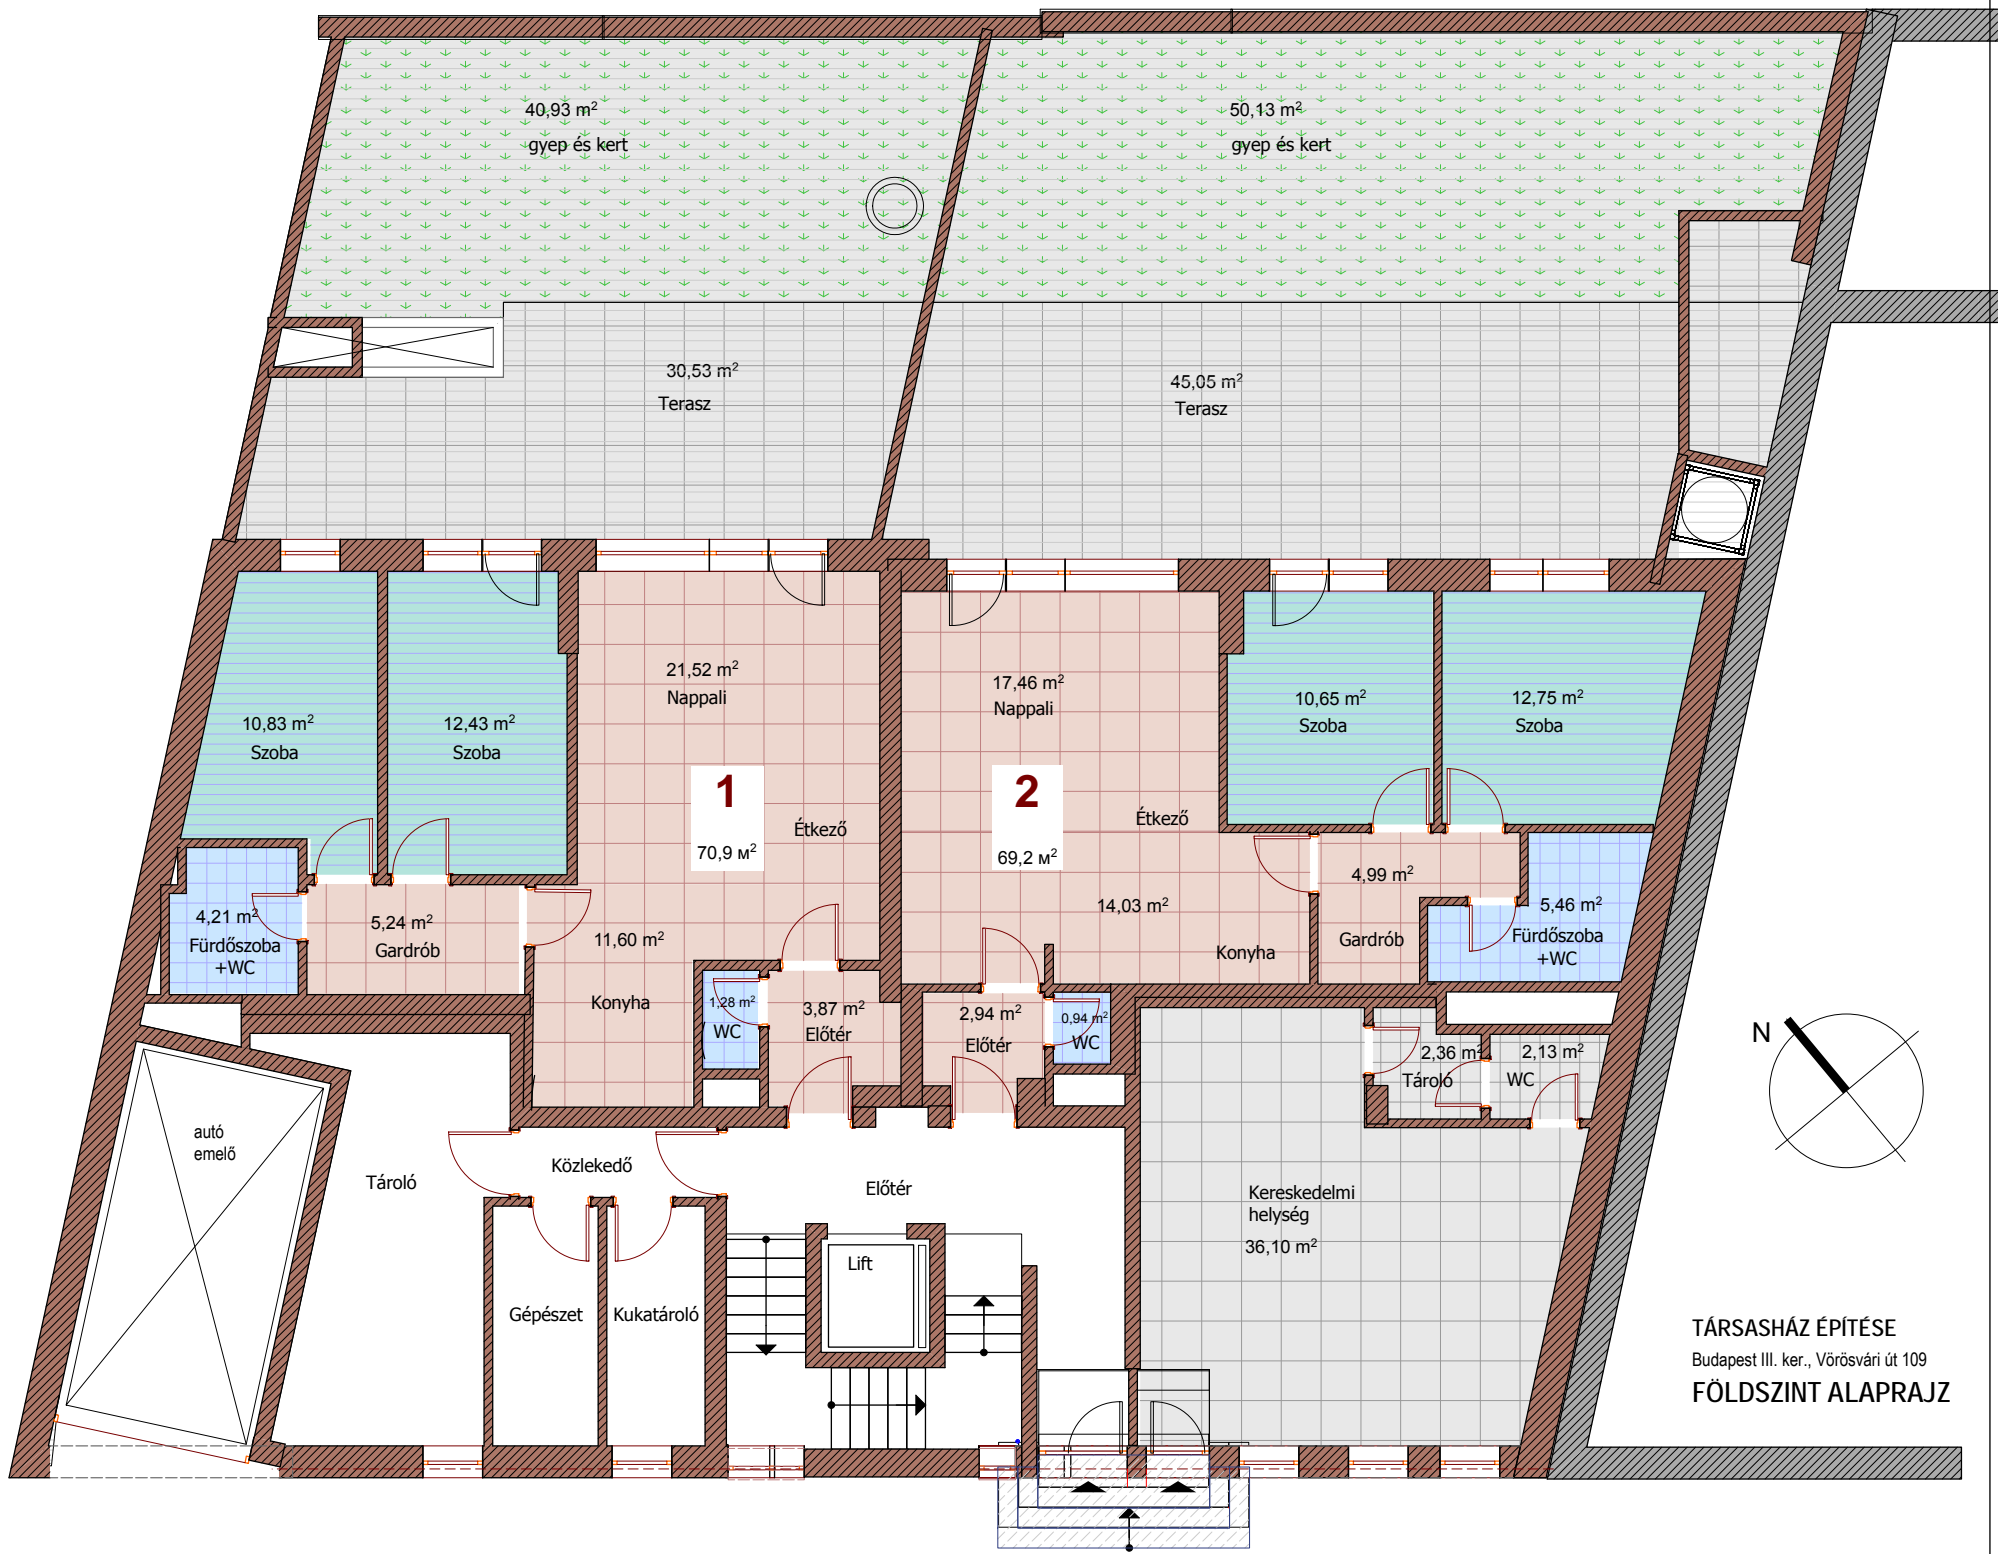 40,93 m²
gyep és kert
50,13 m²
gyep és kert
30,53 m²
Terasz
45,05 m²
Terasz
10,83 m²
Szoba
12,43 m²
Szoba
21,52 m²
Nappali
17,46 m²
Nappali
10,65 m²
Szoba
12,75 m²
Szoba
1
70,9 м²
Étkező
2
69,2 м²
Étkező
4,21 m²
Fürdőszoba
+WC
5,24 m²
Gardrób
11,60 m²
Konyha
1,28 m²
WC
3,87 m²
Előtér
2,94 m²
Előtér
0,94 m²
WC
14,03 m²
Konyha
4,99 m²
Gardrób
5,46 m²
Fürdőszoba
+WC
2,36 m²
Tároló
2,13 m²
WC
N
autó
emelő
Tároló
Közlekedő
Előtér
Kereskedelmi
helység
36,10 m²
Lift
Gépészet
Kukatároló
TÁRSASHÁZ ÉPÍTÉSE
Budapest III. ker., Vörösvári út 109
FÖLDSZINT ALAPRAJZ